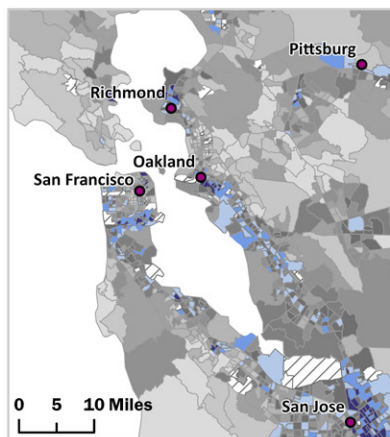 Pittsburg
Richmond
Oakland
San Francisco
San Jose
0 5 10 Miles